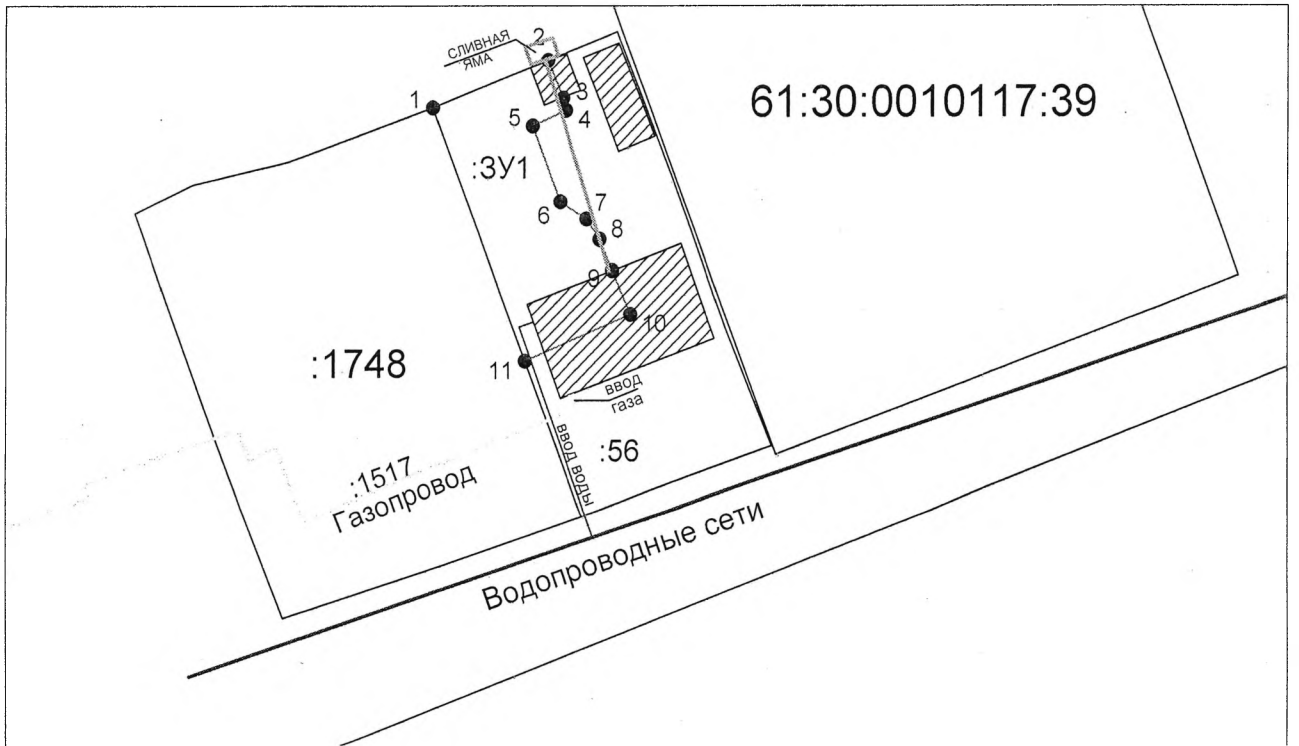 СЛИВНАЯ
ЯМА
2
1
3
4
5
61:30:0010117:39
:ЗУ1
6
7
8
9
10
11
:1748
ввод
газа
ВВОД ВОДЫ
:56
:1517
Газопровод
Водопроводные сети